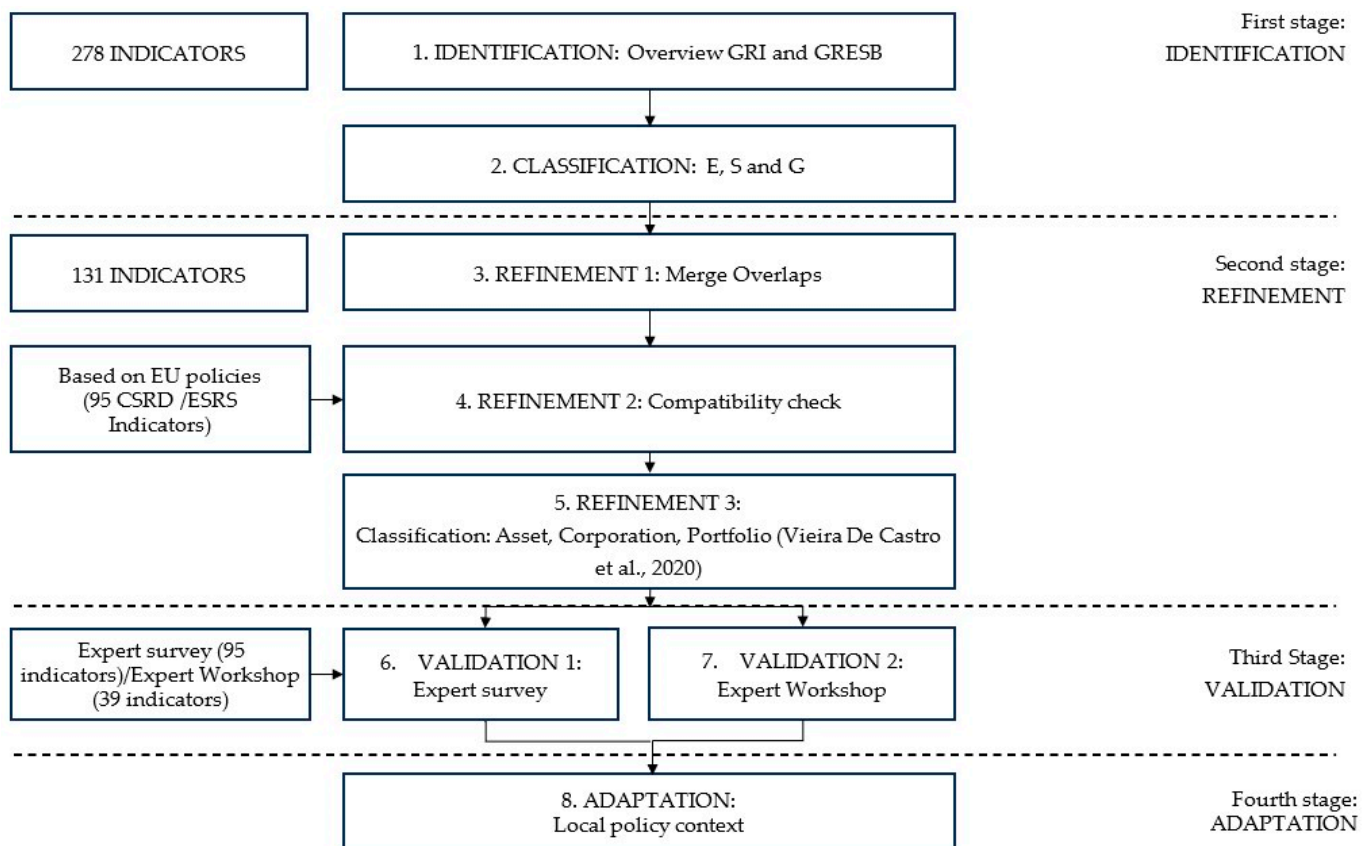 278 INDICATORS
1. IDENTIFICATION: Overview GRI and GRESB
First stage:
IDENTIFICATION
2. CLASSIFICATION: E, S and G
131 INDICATORS
3. REFINEMENT 1: Merge Overlaps
Second stage:
REFINEMENT
Based on EU policies
(95 CSRD /ESRS
Indicators)
4. REFINEMENT 2: Compatibility check
5. REFINEMENT 3:
Classification: Asset, Corporation, Portfolio (Vieira De Castro
et al., 2020)
Expert survey (95
indicators)/Expert Workshop
(39 indicators)
6. VALIDATION 1:
Expert survey
7. VALIDATION 2:
Expert Workshop
Third Stage:
VALIDATION
8. ADAPTATION:
Local policy context
Fourth stage:
ADAPTATION